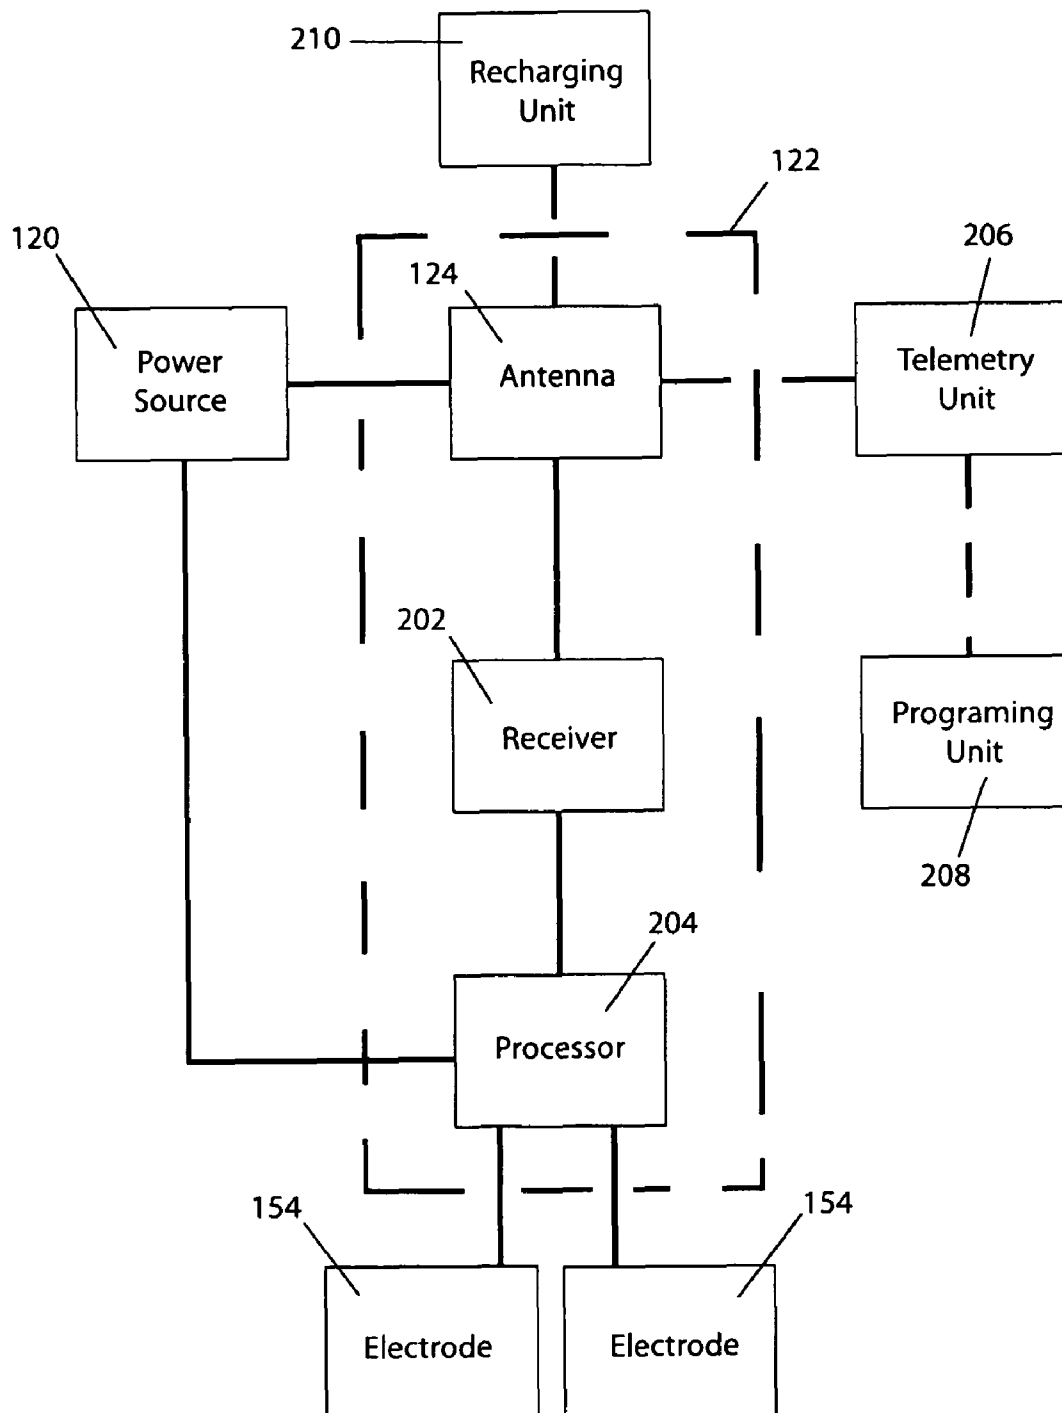 210
Recharging
Unit
122
120
124
206
Power
Source
Antenna
Telemetry
Unit
202
Receiver
Programing
Unit
208
204
Processor
154
154
Electrode
Electrode